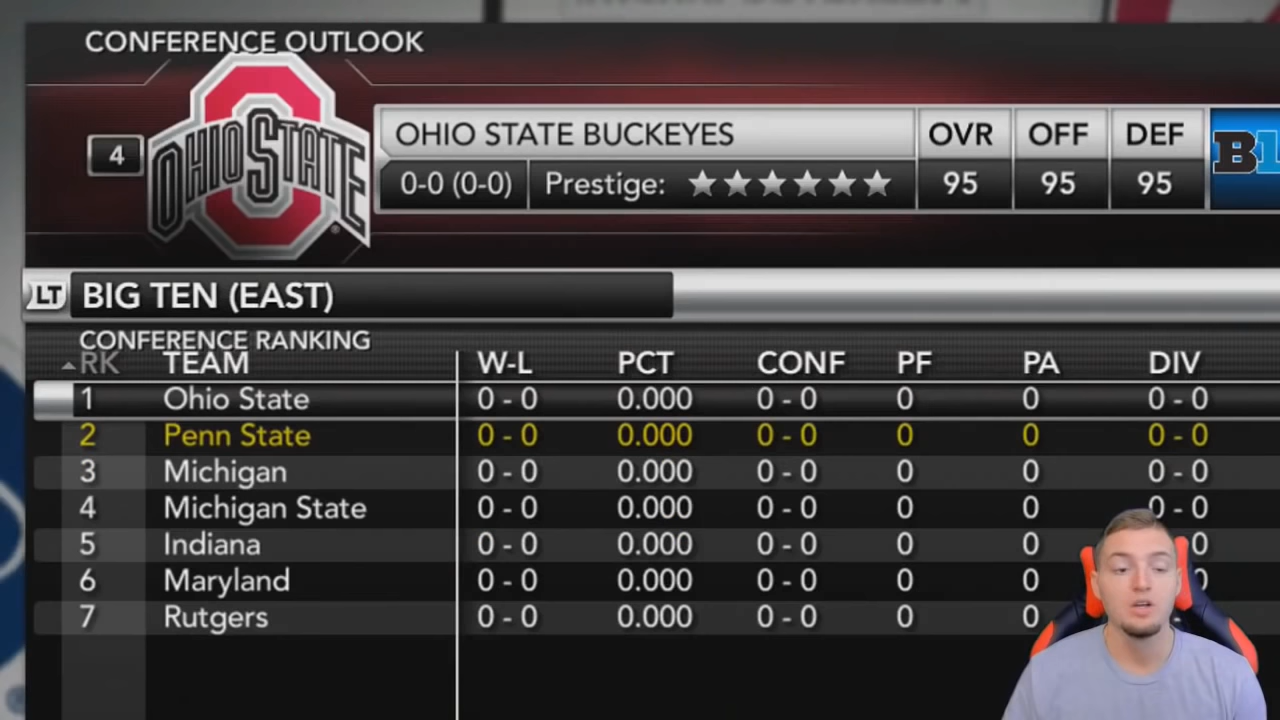 CONFERENCE OUTLOOK
4
OHIO STATE
OHIO STATE BUCKEYES OVR OFF DEF
0-0 (0-0) Prestige: 95 95 95
LT BIG TEN (EAST)
CONFERENCE RANKING
RK TEAM W-L PCT CONF PF PA DIV
1 Ohio State 0 - 0 0.000 0 - 0 0 0 0 - 0
2 Penn State 0 - 0 0.000 0 - 0 0 0 0 - 0
3 Michigan 0 - 0 0.000 0 - 0 0 0 0 - 0
4 Michigan State 0 - 0 0.000 0 - 0 0 0 0 - 0
5 Indiana 0 - 0 0.000 0 - 0 0 0 0
6 Maryland 0 - 0 0.000 0 - 0 0 0
7 Rutgers 0 - 0 0.000 0 - 0 0 0